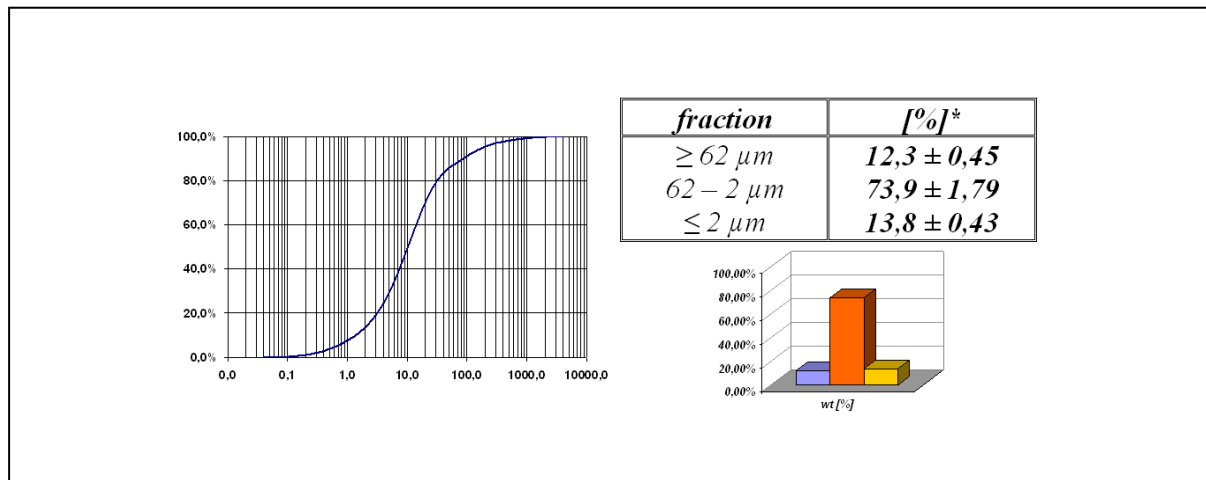 fraction [%]*
≥ 62 µm 12,3 ± 0,45
62 – 2 µm 73,9 ± 1,79
≤ 2 µm 13,8 ± 0,43
100,0%
80,0%
60,0%
40,0%
20,0%
0,0%
0,0 0,1 1,0 10,0 100,0 1000,0 10000,0
100,00%
80,00%
60,00%
40,00%
20,00%
0,00%
wt [%]